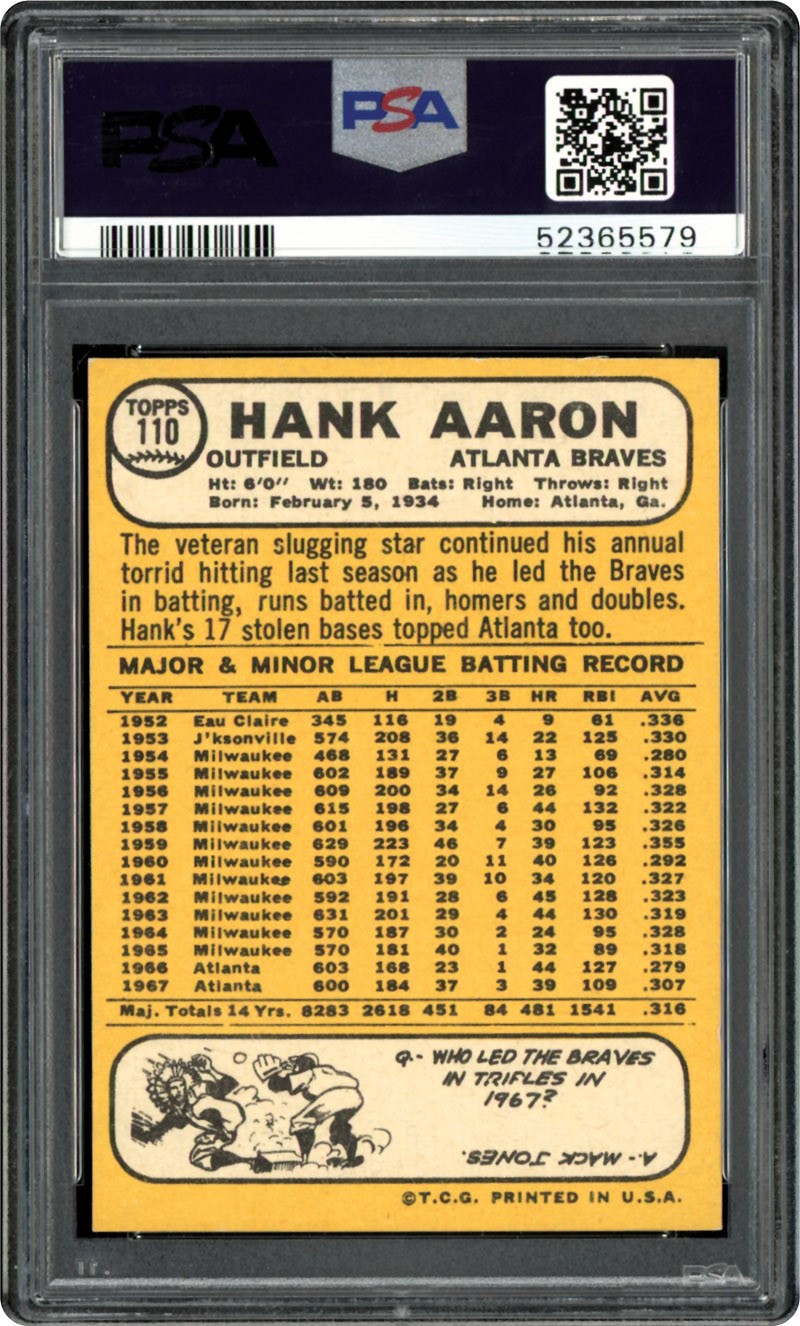 PSA
PSA
52365579
TOPPS
110
HANK AARON
OUTFIELD ATLANTA BRAVES
Ht: 6'0" Wt: 180 Bats: Right Throws: Right
Born: February 5, 1934 Home: Atlanta, Ga.
The veteran slugging star continued his annual
torrid hitting last season as he led the Braves
in batting, runs batted in, homers and doubles.
Hank's 17 stolen bases topped Atlanta too.
MAJOR & MINOR LEAGUE BATTING RECORD
YEAR TEAM AB H 2B 3B HR RBI AVG
1952 Eau Claire 345 116 19 4 9 61 .336
1953 J'ksonville 574 208 36 14 22 125 .330
1954 Milwaukee 468 131 27 6 13 69 .280
1955 Milwaukee 602 189 37 9 27 106 .314
1956 Milwaukee 609 200 34 14 26 92 .328
1957 Milwaukee 615 198 27 6 44 132 .322
1958 Milwaukee 601 196 34 4 30 95 .326
1959 Milwaukee 629 223 46 7 39 123 .355
1960 Milwaukee 590 172 20 11 40 126 .292
1961 Milwaukee 603 197 39 10 34 120 .327
1962 Milwaukee 592 191 28 6 45 128 .323
1963 Milwaukee 631 201 29 4 44 130 .319
1964 Milwaukee 570 187 30 2 24 95 .328
1965 Milwaukee 570 181 40 1 32 89 .318
1966 Atlanta 603 168 23 1 44 127 .279
1967 Atlanta 600 184 37 3 39 109 .307
Maj. Totals 14 Yrs. 8283 2618 451 84 481 1541 .316
Q.- WHO LED THE BRAVES
IN TRIFLES IN
1967?
A.- MACK JONES.
©T.C.G. PRINTED IN U.S.A.
PSA